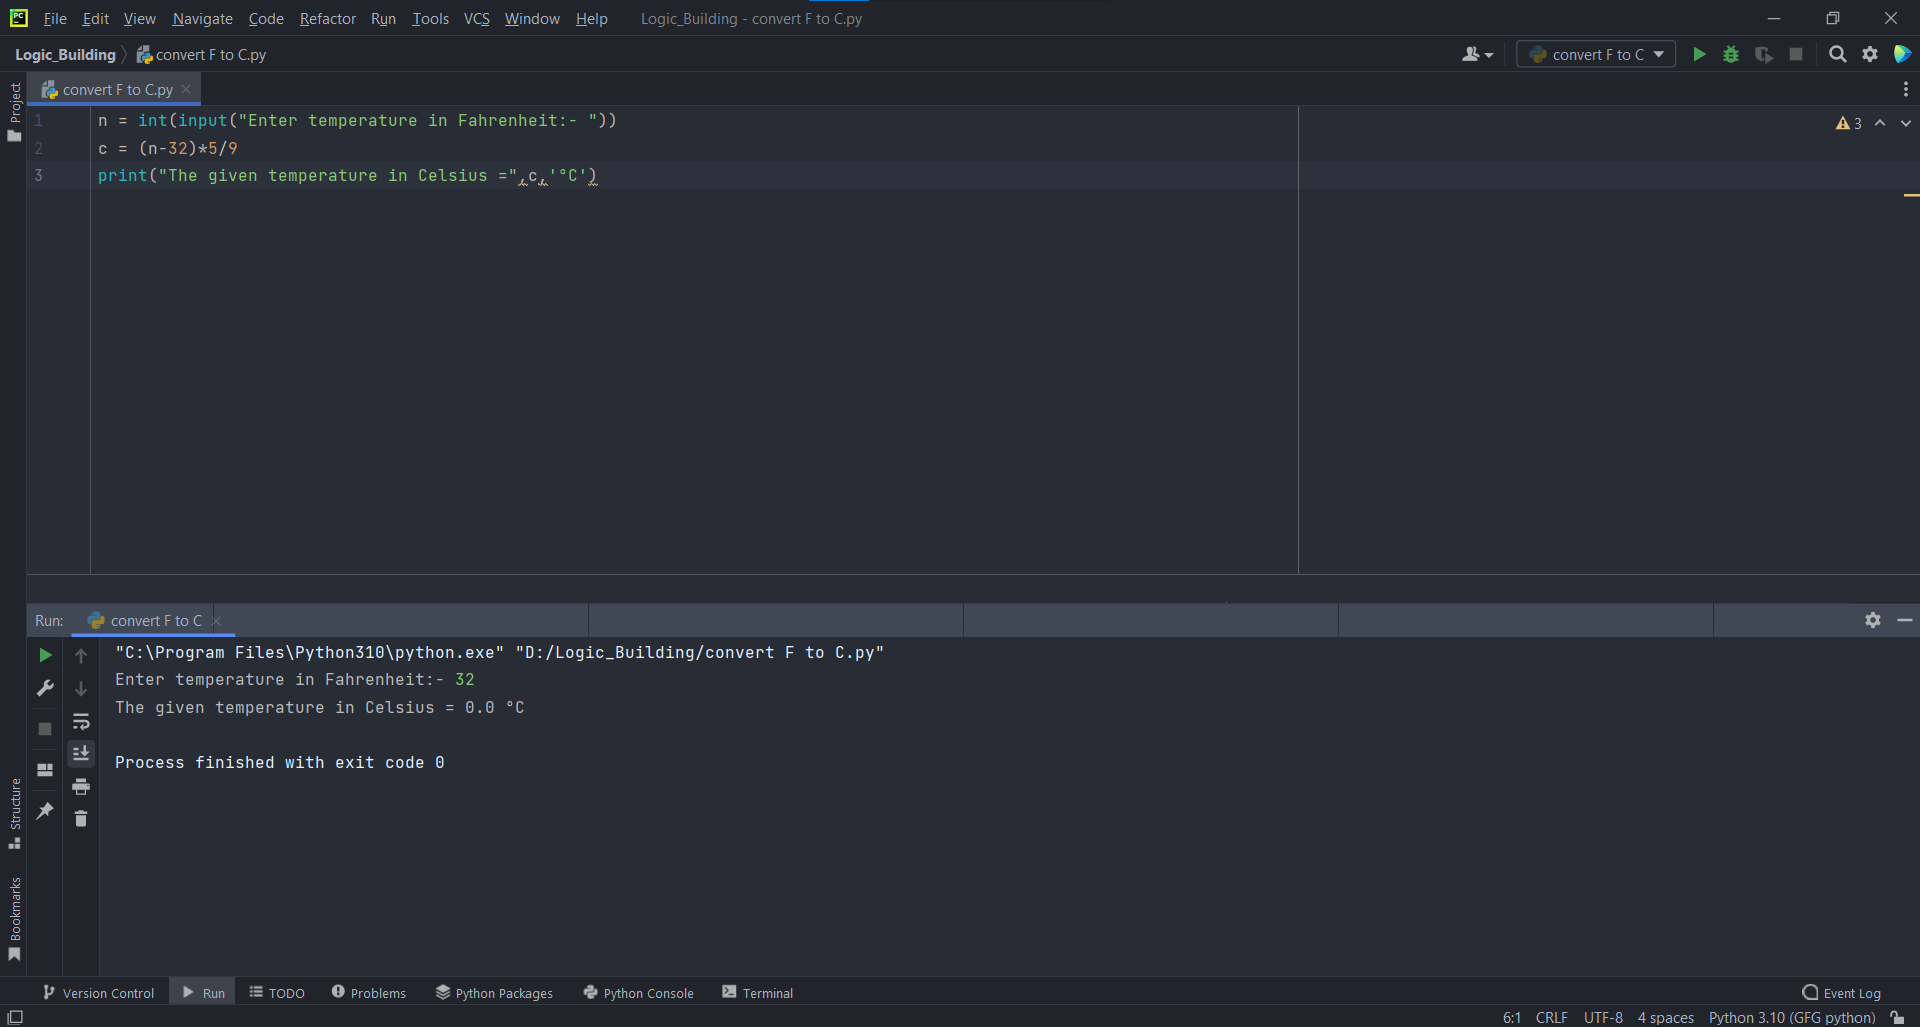 PC File Edit View Navigate Code Refactor Run Tools VCS Window Help Logic_Building - convert F to C.py
Logic_Building convert F to C.py convert F to C
Project
convert F to C.py
1 n = int(input("Enter temperature in Fahrenheit:- "))
2 c = (n-32)*5/9
3 print("The given temperature in Celsius =",c,'°C')
3
Run: convert F to C
"C:\Program Files\Python310\python.exe" "D:/Logic_Building/convert F to C.py"
Enter temperature in Fahrenheit:- 32
The given temperature in Celsius = 0.0 °C
Process finished with exit code 0
Structure
Bookmarks
Version Control Run TODO Problems Python Packages Python Console Terminal Event Log
6:1 CRLF UTF-8 4 spaces Python 3.10 (GFG python)